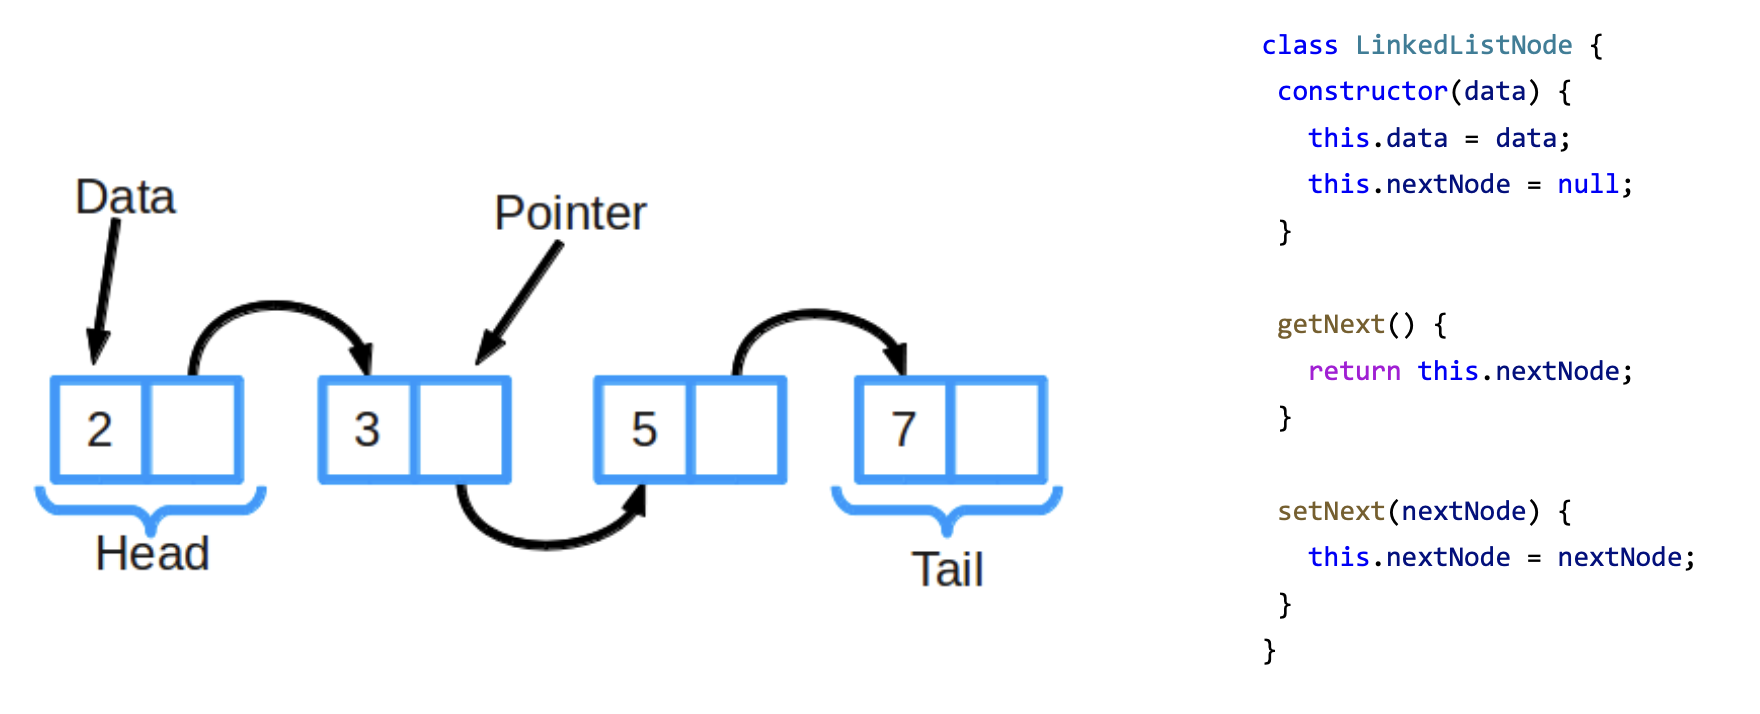 Data
Pointer
2
3
5
7
Head
Tail
class LinkedListNode {
constructor(data) {
this.data = data;
this.nextNode = null;
}
getNext() {
return this.nextNode;
}
setNext(nextNode) {
this.nextNode = nextNode;
}
}